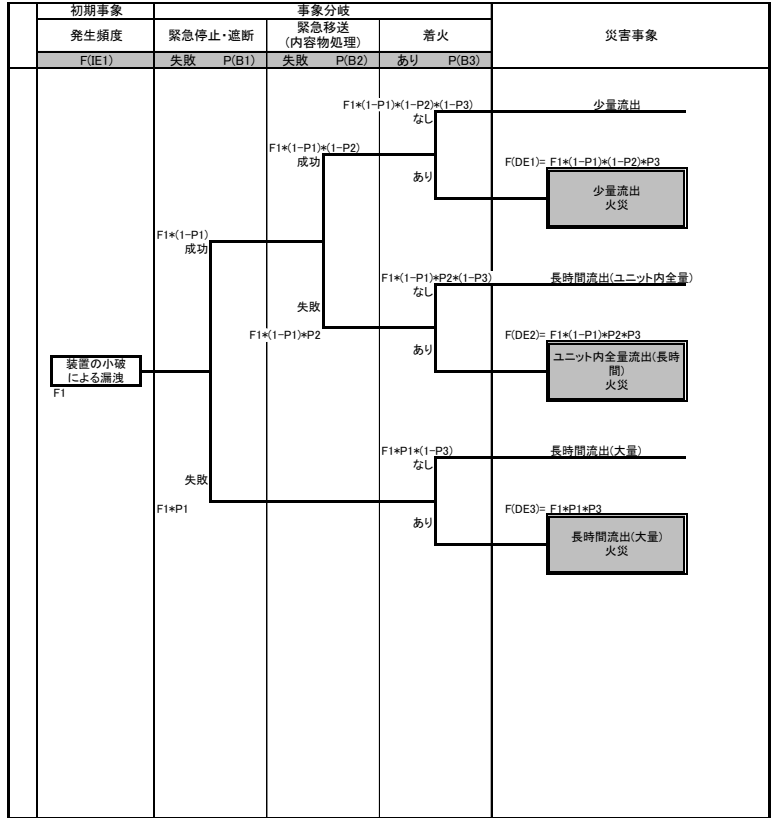 初期事象
事象分岐
発生頻度
緊急停止・遮断
緊急移送
(内容物処理)
着火
災害事象
F(IE1)
失敗 P(B1)
失敗 P(B2)
あり P(B3)
F1*(1-P1)*(1-P2)*(1-P3)
なし
少量流出
F1*(1-P1)*(1-P2)
成功
あり
F(DE1)= F1*(1-P1)*(1-P2)*P3
少量流出
火災
F1*(1-P1)
成功
F1*(1-P1)*P2*(1-P3)
なし
長時間流出(ユニット内全量)
失敗
F1*(1-P1)*P2
あり
F(DE2)= F1*(1-P1)*P2*P3
ユニット内全量流出(長時
間)
火災
装置の小破
による漏洩
F1
F1*P1*(1-P3)
なし
長時間流出(大量)
失敗
F1*P1
あり
F(DE3)= F1*P1*P3
長時間流出(大量)
火災